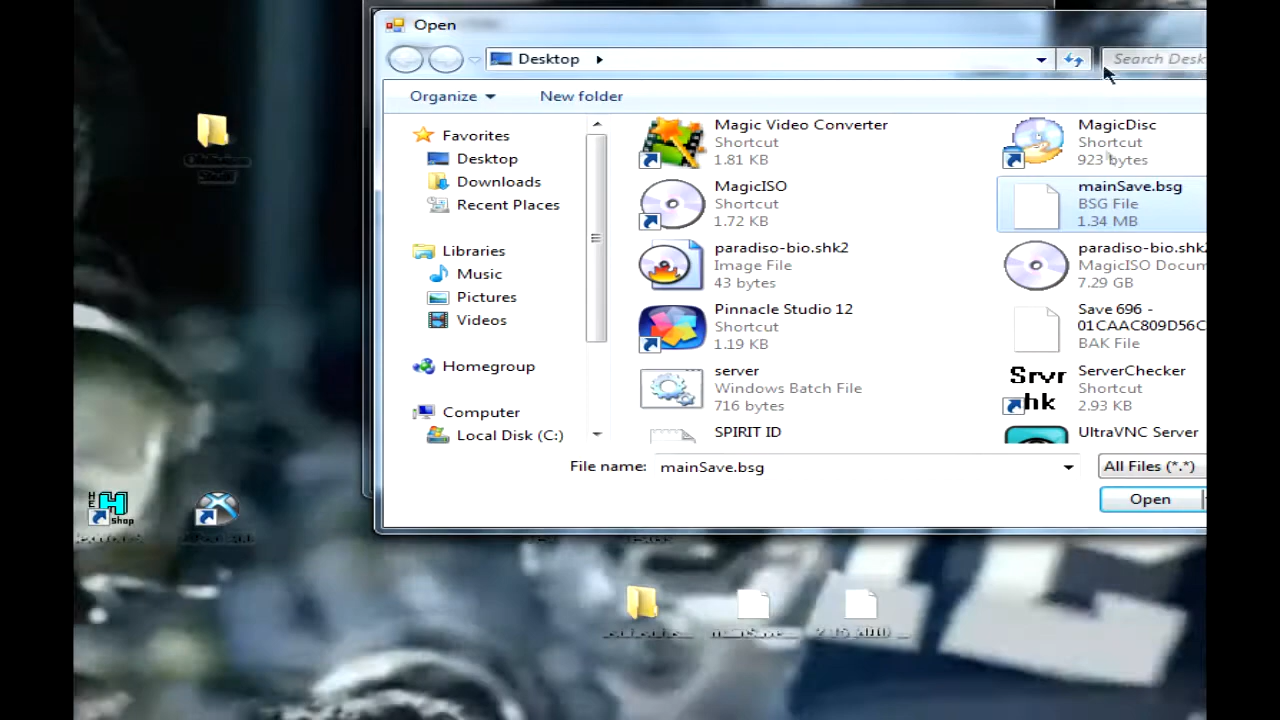 Open
Desktop
Search Desk
Organize
New folder
Favorites
Desktop
Downloads
Recent Places
Libraries
Music
Pictures
Videos
Homegroup
Computer
Local Disk (C:)
Magic Video Converter
Shortcut
1.81 KB
MagicDisc
Shortcut
923 bytes
MagicISO
Shortcut
1.72 KB
mainSave.bsg
BSG File
1.34 MB
paradiso-bio.shk2
Image File
43 bytes
paradiso-bio.shk2
MagicISO Docum
7.29 GB
Pinnacle Studio 12
Shortcut
1.19 KB
Save 696 -
01CAAC809D56C
BAK File
server
Windows Batch File
716 bytes
Srvr
hk
ServerChecker
Shortcut
2.93 KB
SPIRIT ID
UltraVNC Server
File name: mainSave.bsg
All Files (*.*)
Open
HE
H
Shop